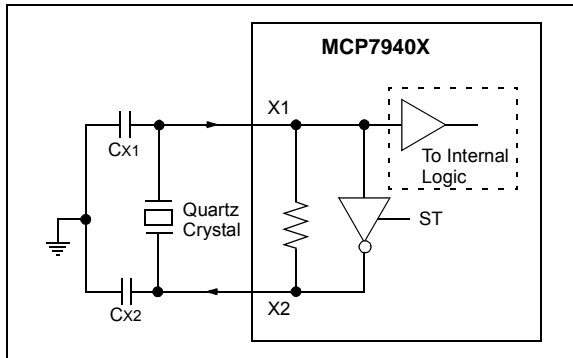 MCP7940X
X1
CX1
To Internal
Logic
Quartz
Crystal
ST
X2
CX2